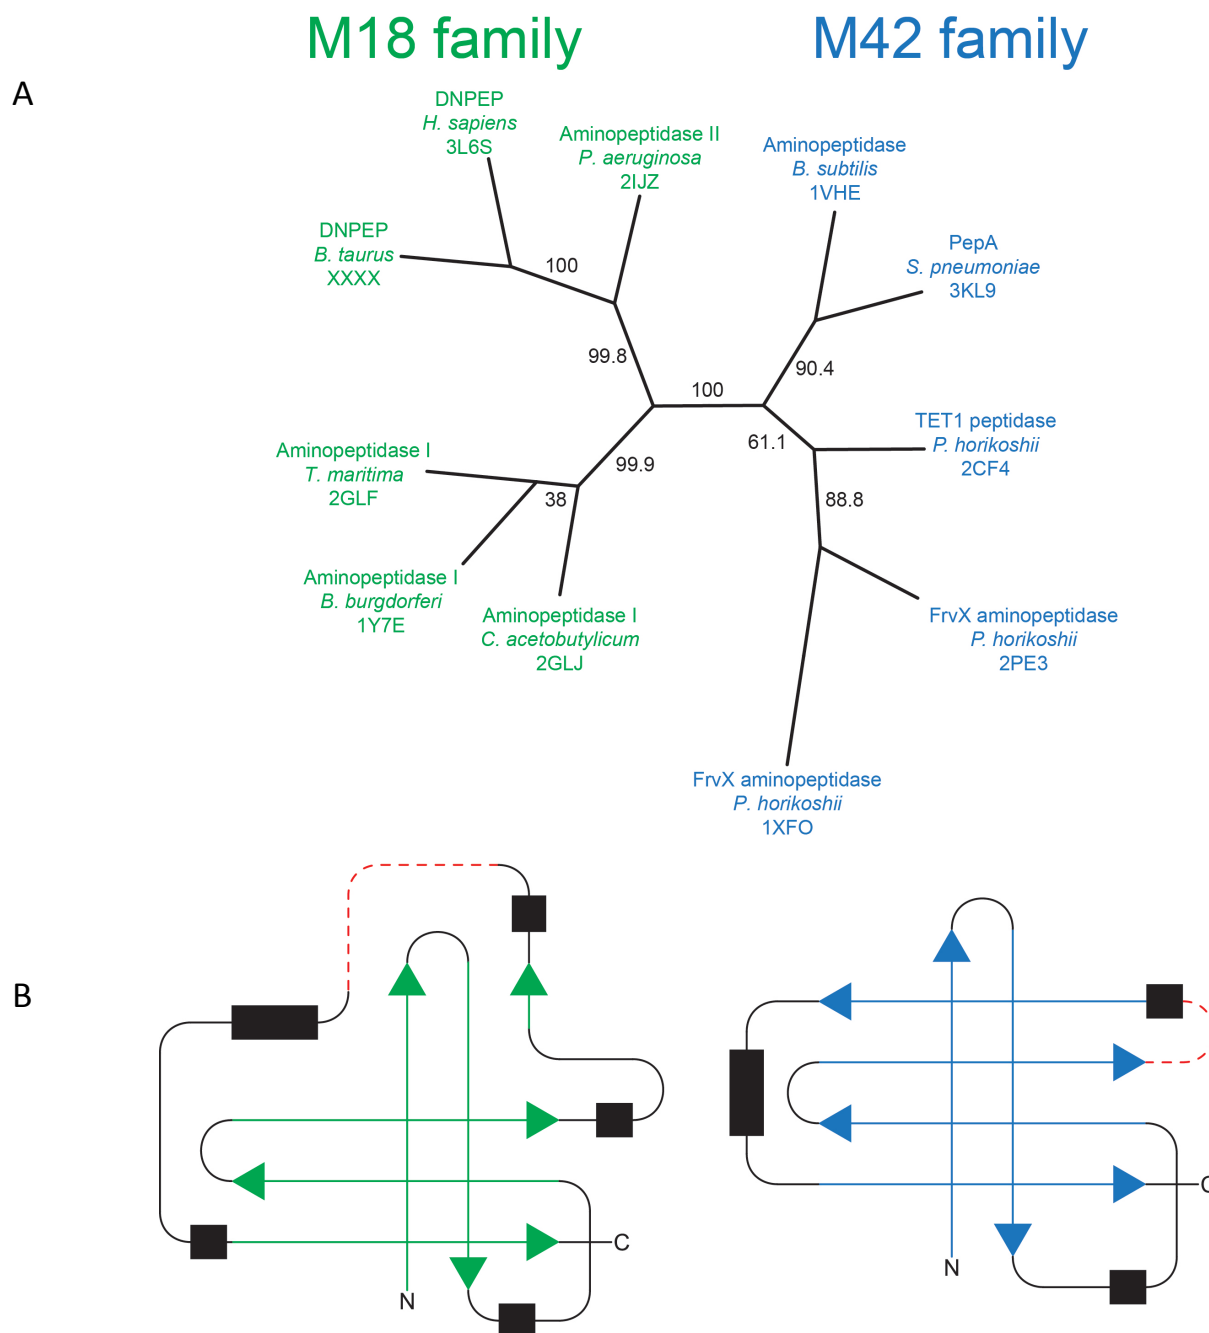 M18 family
M42 family
A
DNPEP
H. sapiens
3L6S
Aminopeptidase II
P. aeruginosa
2IJZ
Aminopeptidase
B. subtilis
1VHE
DNPEP
B. taurus
XXXX
PepA
S. pneumoniae
3KL9
100
99.8
100
90.4
61.1
TET1 peptidase
P. horikoshii
2CF4
Aminopeptidase I
T. maritima
2GLF
99.9
38
88.8
Aminopeptidase I
B. burgdorferi
1Y7E
Aminopeptidase I
C. acetobutylicum
2GLJ
FrvX aminopeptidase
P. horikoshii
2PE3
FrvX aminopeptidase
P. horikoshii
1XFO
B
C
N
N
C